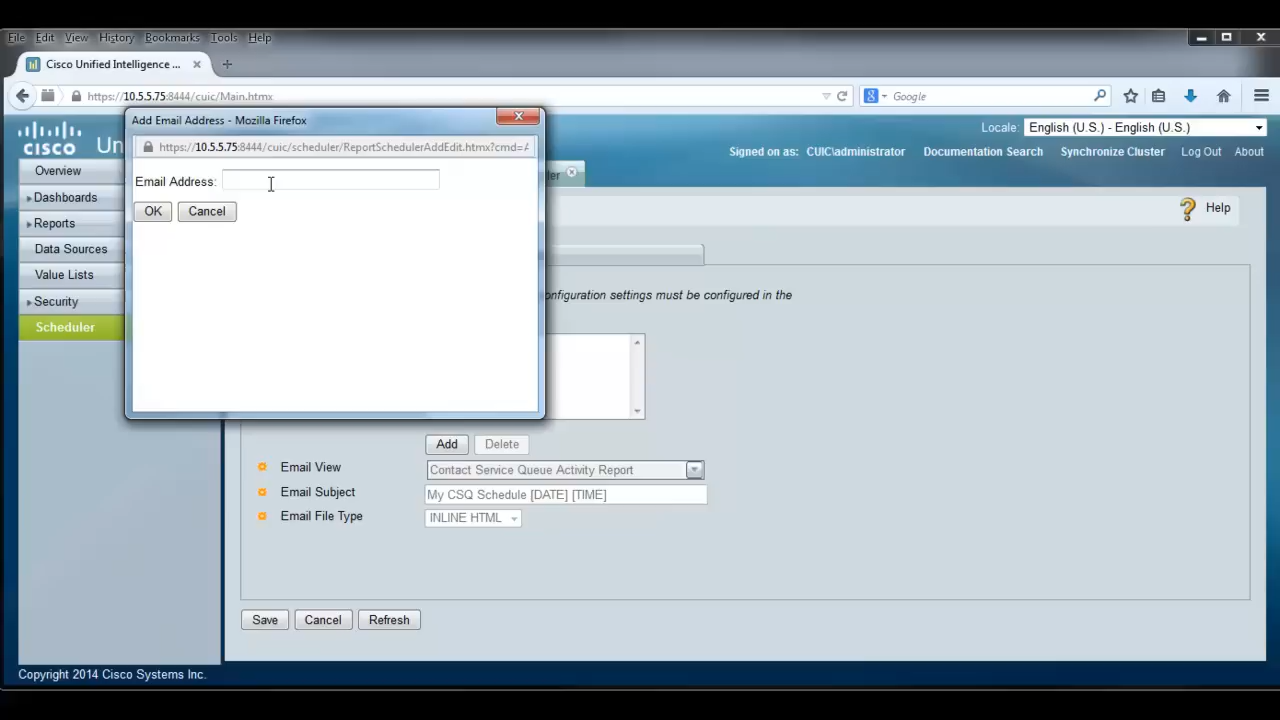 File Edit View History Bookmarks Tools Help
Cisco Unified Intelligence ...
https://10.5.5.75:8444/cuic/Main.htmx
Google
Add Email Address - Mozilla Firefox
https://10.5.5.75:8444/cuic/scheduler/ReportSchedulerAddEdit.htmx?cmd=A
Email Address:
OK Cancel
cisco Un
Locale: English (U.S.) - English (U.S.)
Signed on as: CUIC\administrator Documentation Search Synchronize Cluster Log Out About
Overview
Dashboards
Reports
Data Sources
Value Lists
Security
Scheduler
ler
Help
onfiguration settings must be configured in the
Add Delete
Email View Contact Service Queue Activity Report
Email Subject My CSQ Schedule [DATE] [TIME]
Email File Type INLINE HTML
Save Cancel Refresh
Copyright 2014 Cisco Systems Inc.